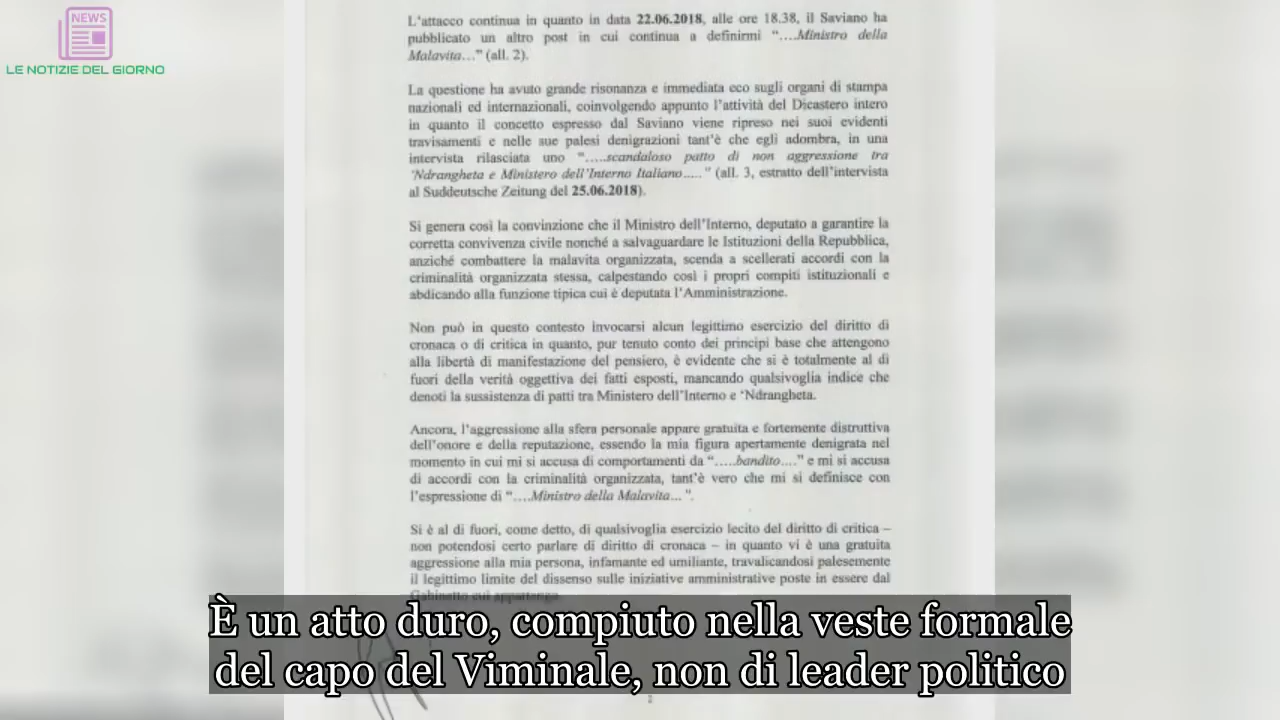 NEWS
LE NOTIZIE DEL GIORNO
L'attacco continua in quanto in data 22.06.2018, alle ore 18.38, il Saviano ha
pubblicato un altro post in cui continua a definirmi “....Ministro della
Malavita...” (all. 2).
La questione ha avuto grande risonanza e immediata eco sugli organi di stampa
nazionali ed internazionali, coinvolgendo appunto l'attività del Dicastero intero
in quanto il concetto espresso dal Saviano viene ripreso nei suoi evidenti
travisamenti e nelle sue palesi denigrazioni tant'è che egli adombra, in una
intervista rilasciata uno “.....scandaloso patto di non aggressione tra
'Ndrangheta e Ministero dell'Interno Italiano.....” (all. 3, estratto dell'intervista
al Suddeutsche Zeitung del 25.06.2018).
Si genera così la convinzione che il Ministro dell'Interno, deputato a garantire la
corretta convivenza civile nonché a salvaguardare le Istituzioni della Repubblica,
anziché combattere la malavita organizzata, scenda a scellerati accordi con la
criminalità organizzata stessa, calpestando così i propri compiti istituzionali e
abdicando alla funzione tipica cui è deputata l'Amministrazione.
Non può in questo contesto invocarsi alcun legittimo esercizio del diritto di
cronaca o di critica in quanto, pur tenuto conto dei principi base che attengono
alla libertà di manifestazione del pensiero, è evidente che si è totalmente al di
fuori della verità oggettiva dei fatti esposti, mancando qualsivoglia indice che
denoti la sussistenza di patti tra Ministero dell'Interno e 'Ndrangheta.
Ancora, l'aggressione alla sfera personale appare gratuita e fortemente distruttiva
dell'onore e della reputazione, essendo la mia figura apertamente denigrata nel
momento in cui mi si accusa di comportamenti da “.....bandito....” e mi si accusa
di accordi con la criminalità organizzata, tant'è vero che mi si definisce con
l'espressione di “....Ministro della Malavita... ”.
Si è al di fuori, come detto, di qualsivoglia esercizio lecito del diritto di critica –
non potendosi certo parlare di diritto di cronaca – in quanto vi è una gratuita
aggressione alla mia persona, infamante ed umiliante, travalicandosi palesemente
il legittimo limite del dissenso sulle iniziative amministrative poste in essere dal
Gabinetto cui appartengo.
È un atto duro, compiuto nella veste formale
del capo del Viminale, non di leader politico